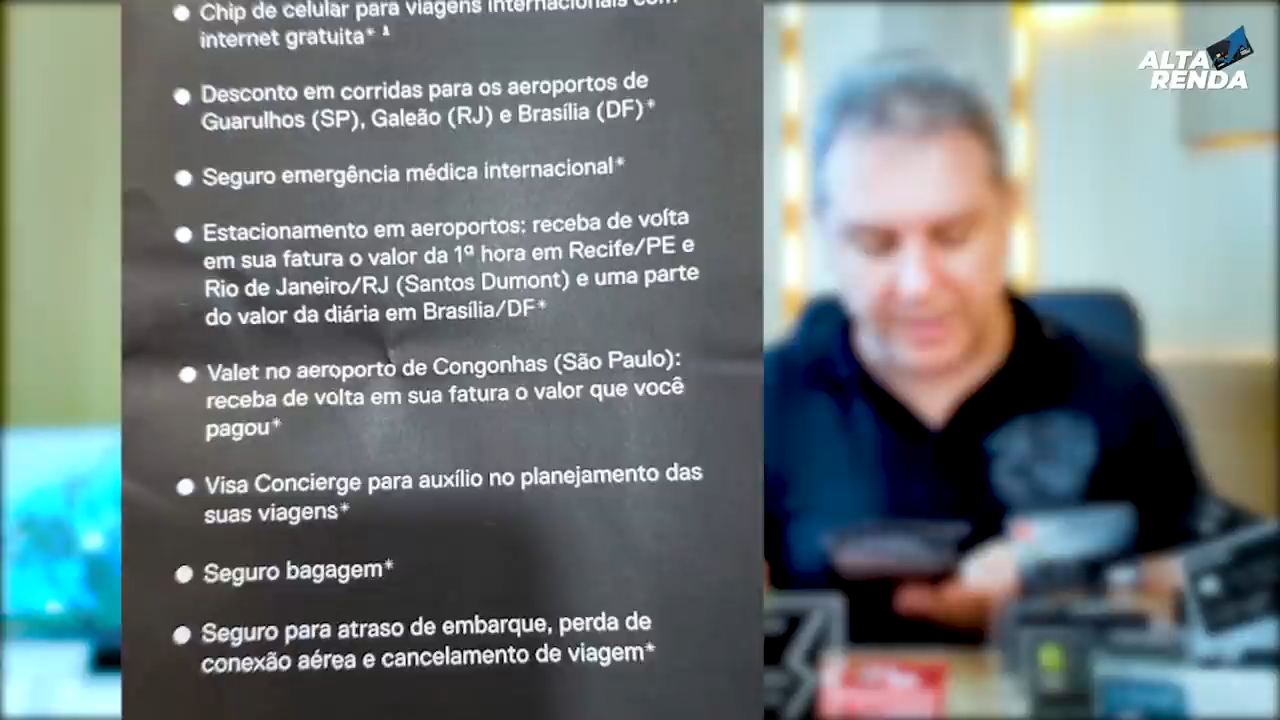 Chip de celular para viagens internacionais com
internet gratuita* ¹
Desconto em corridas para os aeroportos de
Guarulhos (SP), Galeão (RJ) e Brasília (DF)*
Seguro emergência médica internacional*
Estacionamento em aeroportos: receba de volta
em sua fatura o valor da 1ª hora em Recife/PE e
Rio de Janeiro/RJ (Santos Dumont) e uma parte
do valor da diária em Brasília/DF*
Valet no aeroporto de Congonhas (São Paulo):
receba de volta em sua fatura o valor que você
pagou*
Visa Concierge para auxílio no planejamento das
suas viagens*
Seguro bagagem*
Seguro para atraso de embarque, perda de
conexão aérea e cancelamento de viagem*
ALTA
RENDA